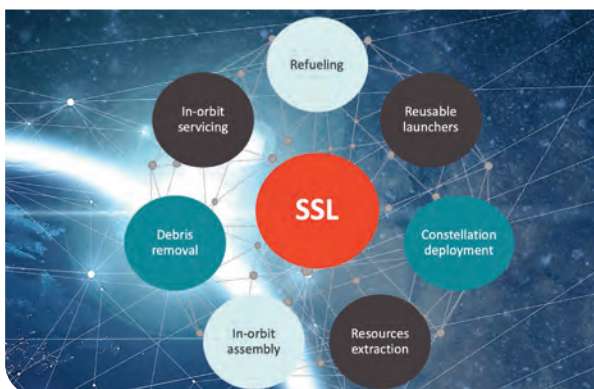 Refueling
In-orbit
servicing
Reusable
launchers
SSL
Debris
removal
Constellation
deployment
In-orbit
assembly
Resources
extraction